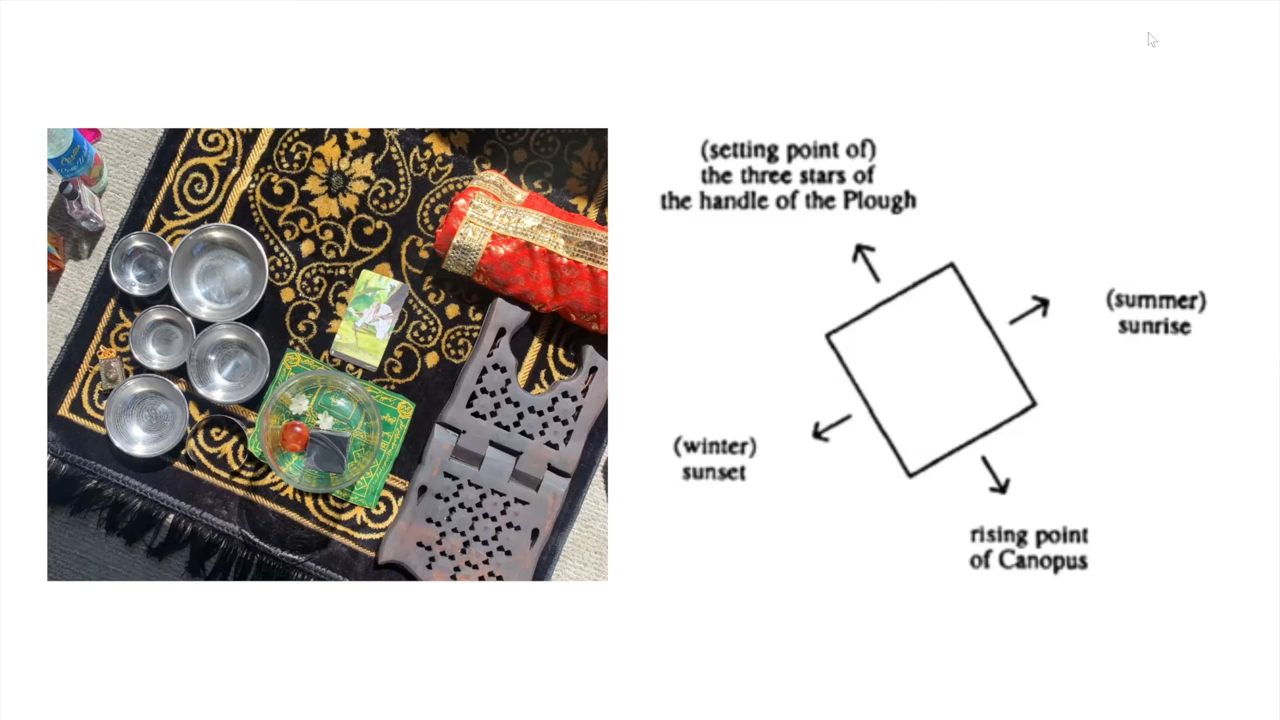 (setting point of)
the three stars of
the handle of the Plough
(summer)
sunrise
(winter)
sunset
rising point
of Canopus